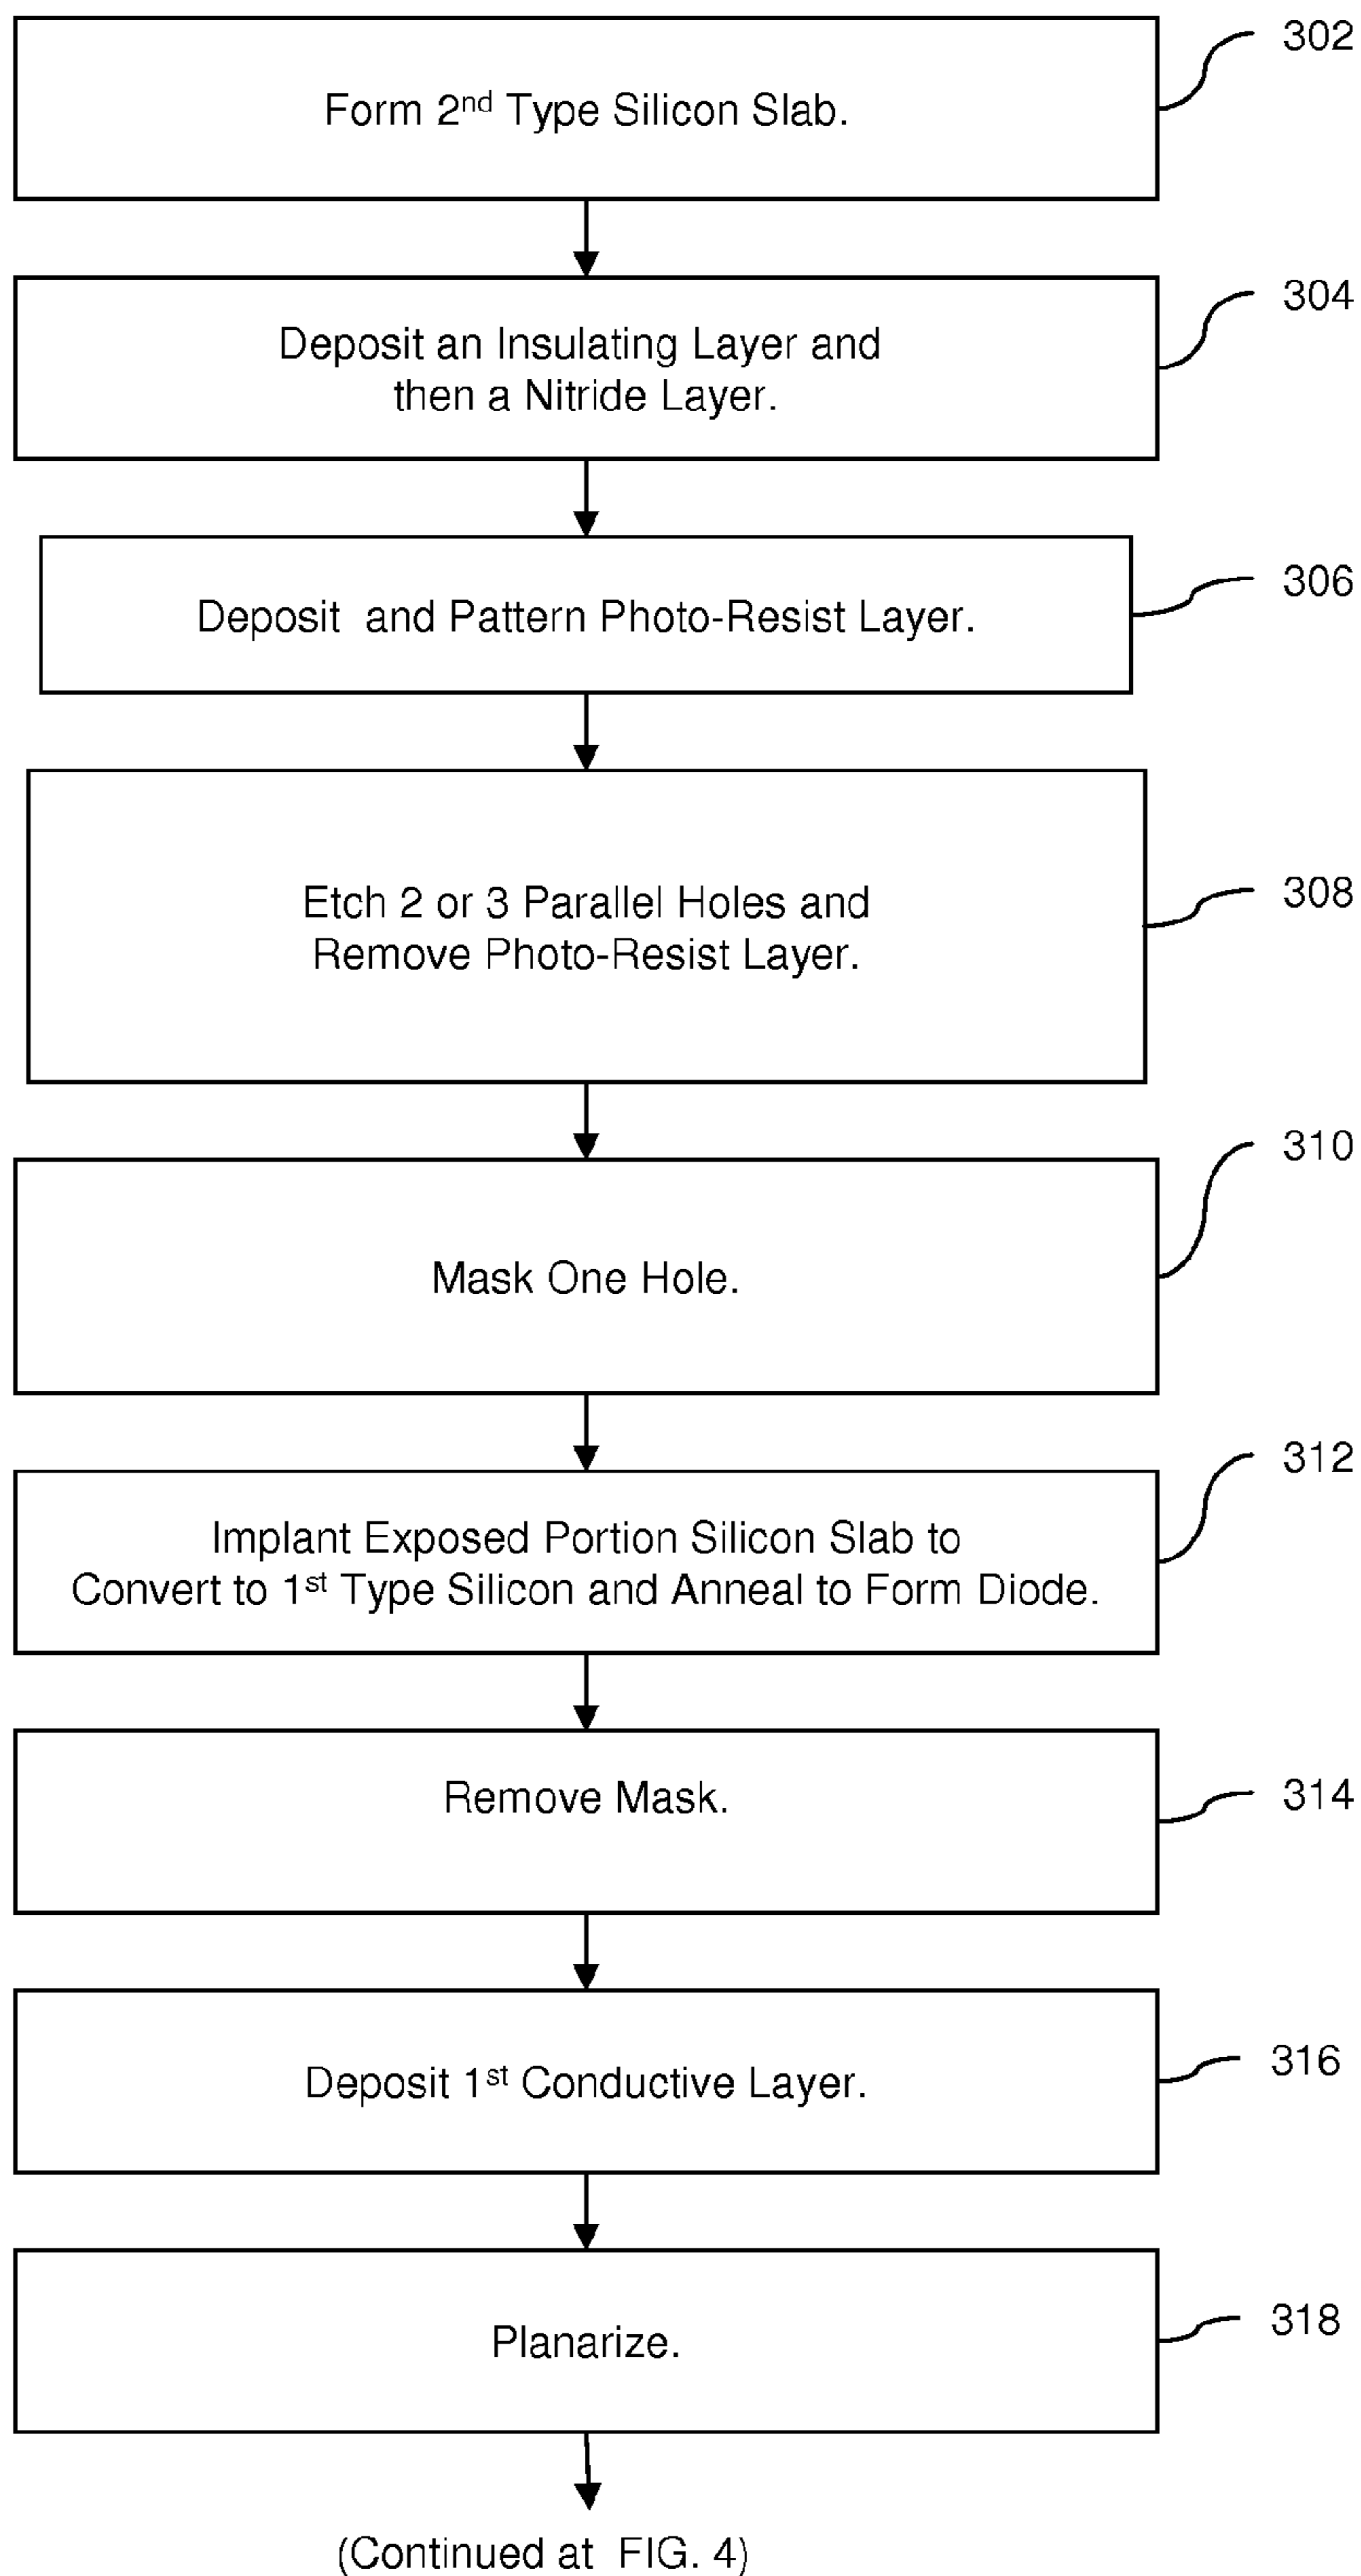 302
Form 2nd Type Silicon Slab.
304
Deposit an Insulating Layer and
then a Nitride Layer.
306
Deposit and Pattern Photo-Resist Layer.
308
Etch 2 or 3 Parallel Holes and
Remove Photo-Resist Layer.
310
Mask One Hole.
312
Implant Exposed Portion Silicon Slab to
Convert to 1st Type Silicon and Anneal to Form Diode.
314
Remove Mask.
316
Deposit 1st Conductive Layer.
318
Planarize.
(Continued at FIG. 4)